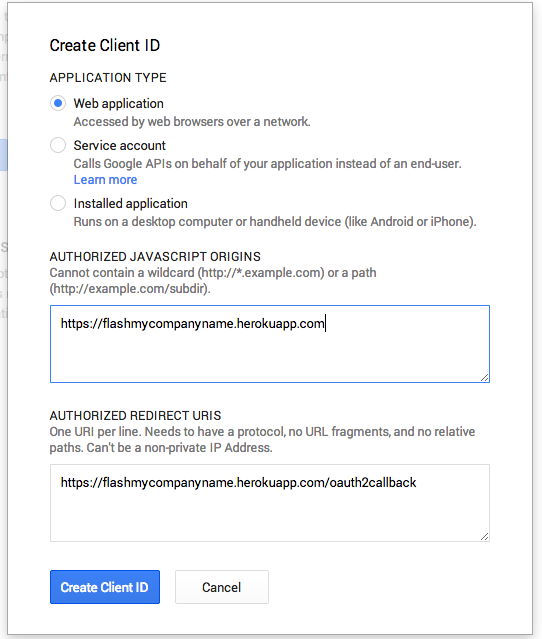 Create Client ID
APPLICATION TYPE
Web application
Accessed by web browsers over a network.
Service account
Calls Google APIs on behalf of your application instead of an end-user.
Learn more
Installed application
Runs on a desktop computer or handheld device (like Android or iPhone).
AUTHORIZED JAVASCRIPT ORIGINS
Cannot contain a wildcard (http://*.example.com) or a path
(http://example.com/subdir).
https://flashmycompanyname.herokuapp.com
AUTHORIZED REDIRECT URIS
One URI per line. Needs to have a protocol, no URL fragments, and no relative
paths. Can't be a non-private IP Address.
https://flashmycompanyname.herokuapp.com/oauth2callback
Create Client ID
Cancel